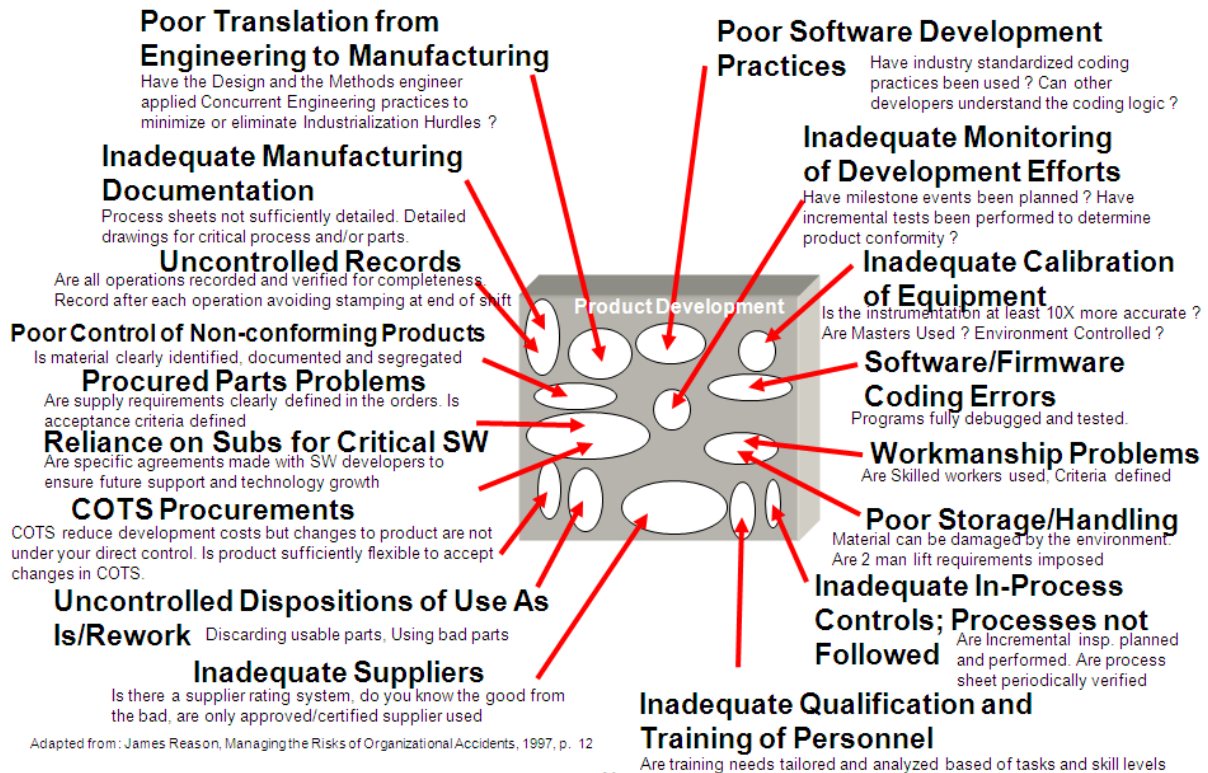 Poor Translation from
Engineering to Manufacturing
Have the Design and the Methods engineer
applied Concurrent Engineering practices to
minimize or eliminate Industrialization Hurdles ?
Inadequate Manufacturing
Documentation
Process sheets not sufficiently detailed. Detailed
drawings for critical process and/or parts.
Uncontrolled Records
Are all operations recorded and verified for completeness.
Record after each operation avoiding stamping at end of shift
Poor Control of Non-conforming Products
Is material clearly identified, documented and segregated
Procured Parts Problems
Are supply requirements clearly defined in the orders. Is
acceptance criteria defined
Reliance on Subs for Critical SW
Are specific agreements made with SW developers to
ensure future support and technology growth
COTS Procurements
COTS reduce development costs but changes to product are not
under your direct control. Is product sufficiently flexible to accept
changes in COTS.
Uncontrolled Dispositions of Use As
Is/Rework Discarding usable parts, Using bad parts
Inadequate Suppliers
Is there a supplier rating system, do you know the good from
the bad, are only approved/certified supplier used
Adapted from: James Reason, Managing the Risks of Organizational Accidents, 1997, p. 12
Product Development
Poor Software Development
Practices Have industry standardized coding
practices been used ? Can other
developers understand the coding logic ?
Inadequate Monitoring
of Development Efforts
Have milestone events been planned ? Have
incremental tests been performed to determine
product conformity ?
Inadequate Calibration
of Equipment
Is the instrumentation at least 10X more accurate ?
Are Masters Used ? Environment Controlled ?
Software/Firmware
Coding Errors
Programs fully debugged and tested.
Workmanship Problems
Are Skilled workers used, Criteria defined
Poor Storage/Handling
Material can be damaged by the environment.
Are 2 man lift requirements imposed
Inadequate In-Process
Controls; Processes not
Followed Are Incremental insp. planned
and performed. Are process
sheet periodically verified
Inadequate Qualification and
Training of Personnel
Are training needs tailored and analyzed based of tasks and skill levels